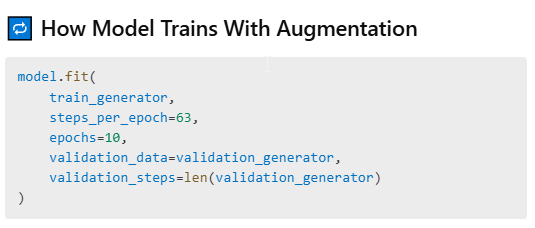 How Model Trains With Augmentation
model.fit(
    train_generator,
    steps_per_epoch=63,
    epochs=10,
    validation_data=validation_generator,
    validation_steps=len(validation_generator)
)